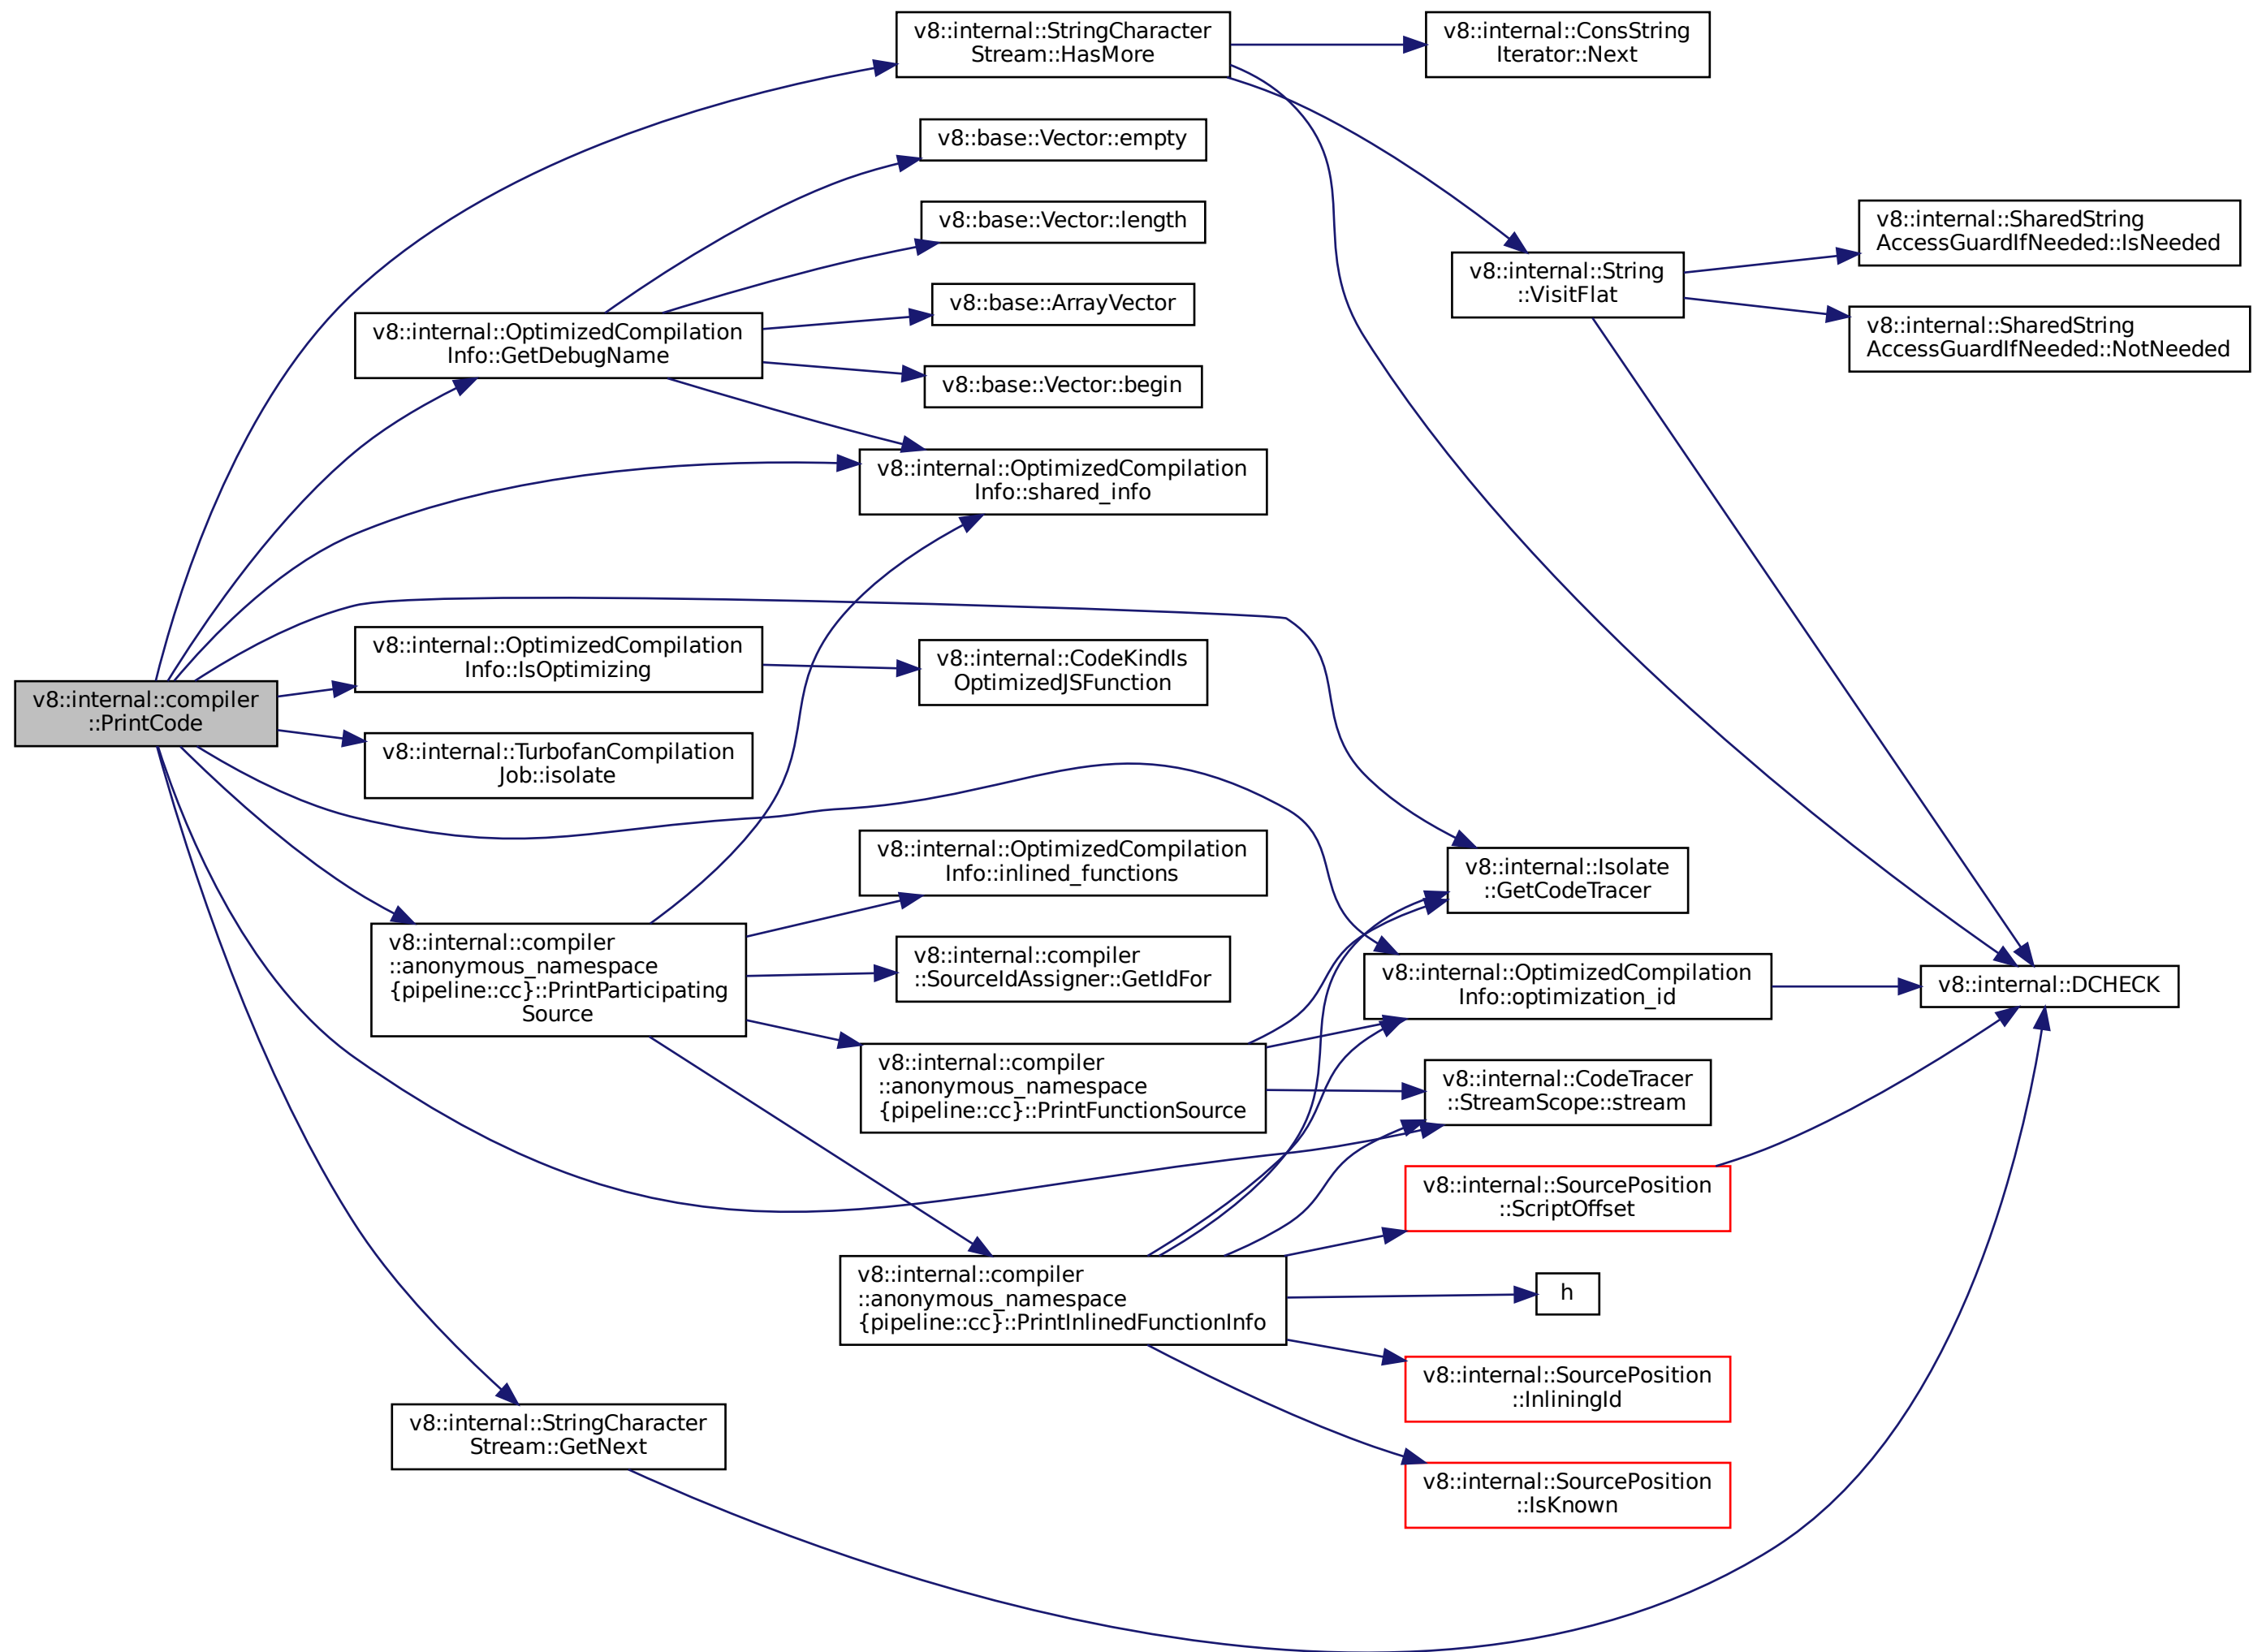 v8::internal::StringCharacter
Stream::HasMore
v8::internal::ConsString
Iterator::Next
v8::base::Vector::empty
v8::base::Vector::length
v8::internal::SharedString
AccessGuardIfNeeded::IsNeeded
v8::internal::String
::VisitFlat
v8::base::ArrayVector
v8::internal::SharedString
AccessGuardIfNeeded::NotNeeded
v8::internal::OptimizedCompilation
Info::GetDebugName
v8::base::Vector::begin
v8::internal::OptimizedCompilation
Info::shared_info
v8::internal::OptimizedCompilation
Info::IsOptimizing
v8::internal::CodeKindIs
OptimizedJSFunction
v8::internal::compiler
::PrintCode
v8::internal::TurbofanCompilation
Job::isolate
v8::internal::OptimizedCompilation
Info::inlined_functions
v8::internal::Isolate
::GetCodeTracer
v8::internal::compiler
::anonymous_namespace
{pipeline::cc}::PrintParticipating
Source
v8::internal::compiler
::SourceIdAssigner::GetIdFor
v8::internal::OptimizedCompilation
Info::optimization_id
v8::internal::DCHECK
v8::internal::compiler
::anonymous_namespace
{pipeline::cc}::PrintFunctionSource
v8::internal::CodeTracer
::StreamScope::stream
v8::internal::SourcePosition
::ScriptOffset
v8::internal::compiler
::anonymous_namespace
{pipeline::cc}::PrintInlinedFunctionInfo
h
v8::internal::SourcePosition
::InliningId
v8::internal::StringCharacter
Stream::GetNext
v8::internal::SourcePosition
::IsKnown